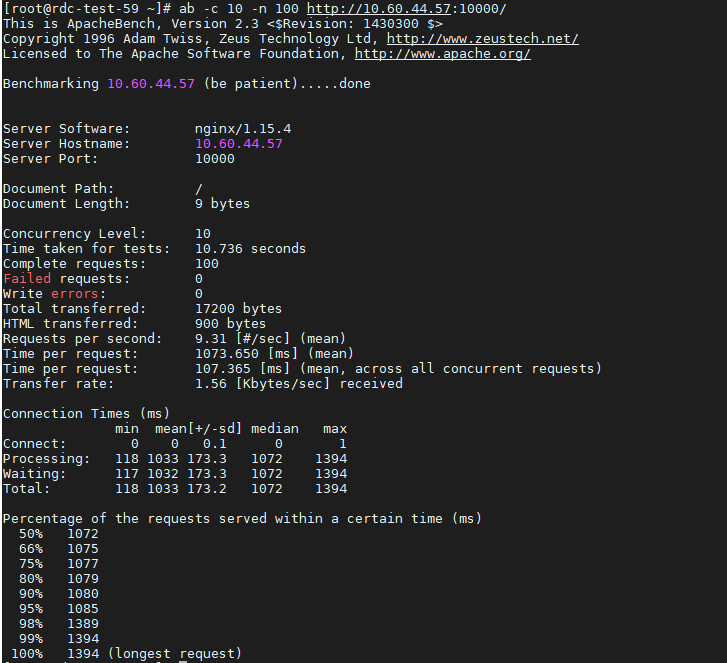 [root@rdc-test-59 ~]# ab -c 10 -n 100 http://10.60.44.57:10000/
This is ApacheBench, Version 2.3 <$Revision: 1430300 $>
Copyright 1996 Adam Twiss, Zeus Technology Ltd, http://www.zeustech.net/
Licensed to The Apache Software Foundation, http://www.apache.org/

Benchmarking 10.60.44.57 (be patient).....done


Server Software:        nginx/1.15.4
Server Hostname:        10.60.44.57
Server Port:            10000

Document Path:          /
Document Length:        9 bytes

Concurrency Level:      10
Time taken for tests:   10.736 seconds
Complete requests:      100
Failed requests:        0
Write errors:           0
Total transferred:      17200 bytes
HTML transferred:       900 bytes
Requests per second:    9.31 [#/sec] (mean)
Time per request:       1073.650 [ms] (mean)
Time per request:       107.365 [ms] (mean, across all concurrent requests)
Transfer rate:          1.56 [Kbytes/sec] received

Connection Times (ms)
              min  mean[+/-sd] median   max
Connect:        0    0   0.1      0       1
Processing:   118 1033 173.3   1072    1394
Waiting:      117 1032 173.3   1072    1394
Total:        118 1033 173.2   1072    1394

Percentage of the requests served within a certain time (ms)
  50%   1072
  66%   1075
  75%   1077
  80%   1079
  90%   1080
  95%   1085
  98%   1389
  99%   1394
 100%   1394 (longest request)